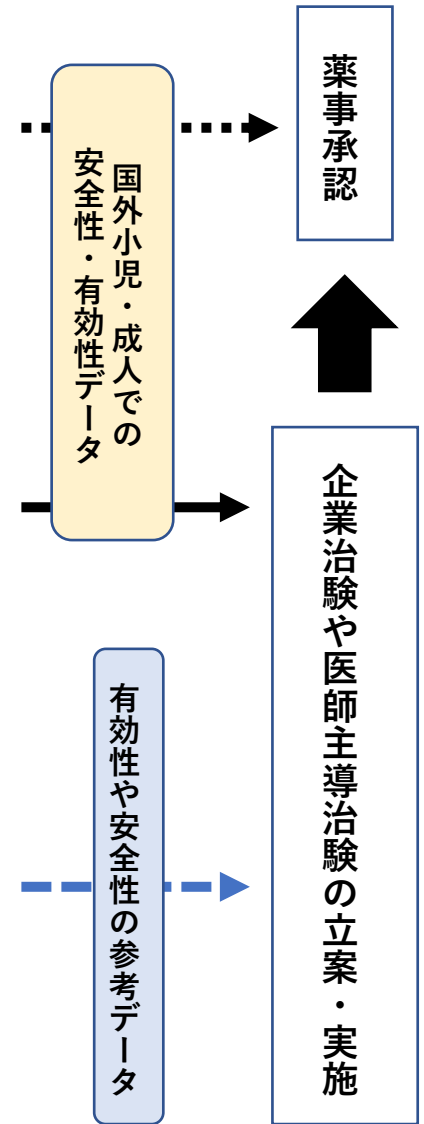 薬事承認
国外小児・成人での
安全性・有効性データ
企業治験や医師主導治験の立案・実施
有効性や安全性の参考データ